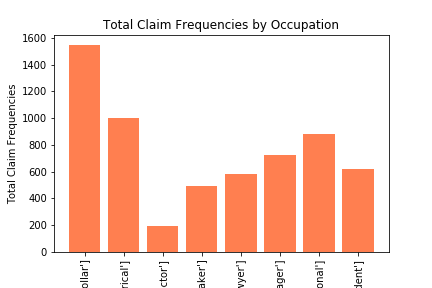 Total Claim Frequencies by Occupation
Total Claim Frequencies
1600
1400
1200
1000
800
600
400
200
0
ollar']
rical']
ctor']
aker']
wyer']
ager']
onal']
dent']